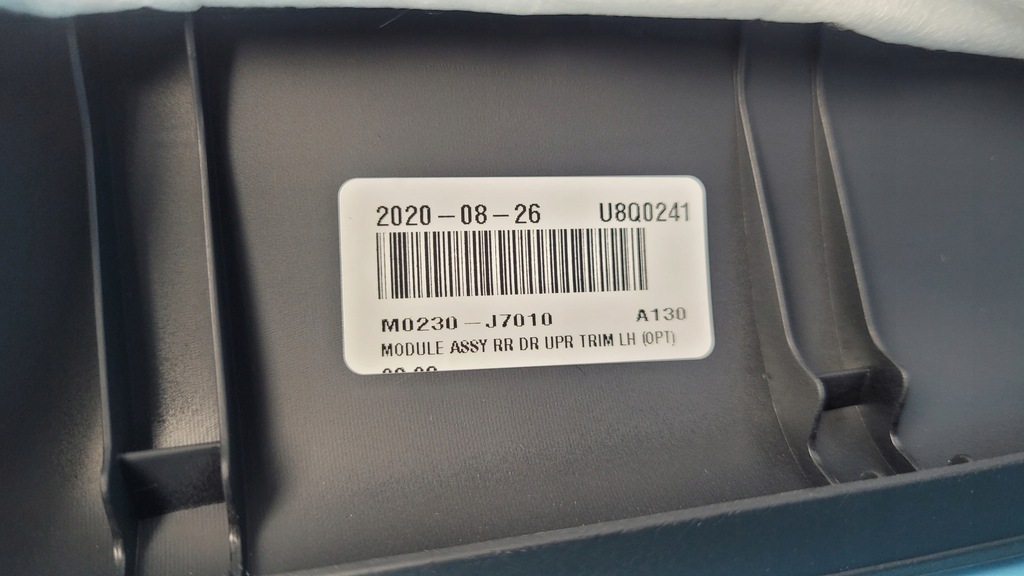 2020-08-26 U8Q0241
M0230-J7010 A130
MODULE ASSY RR DR UPR TRIM LH (OPT)